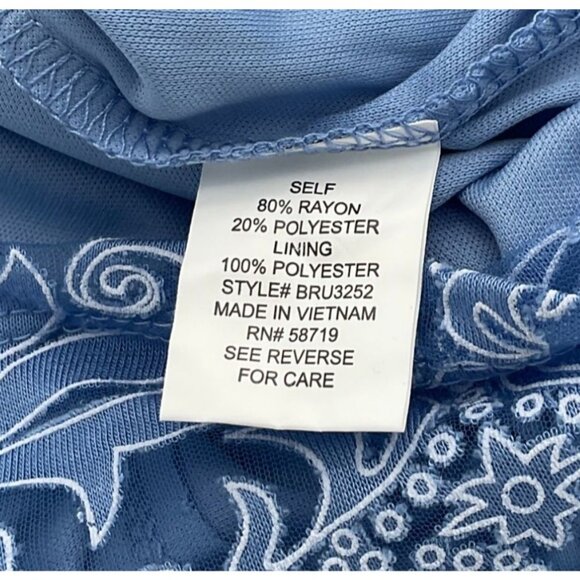 SELF
80% RAYON
20% POLYESTER
LINING
100% POLYESTER
STYLE# BRU3252
MADE IN VIETNAM
RN# 58719
SEE REVERSE
FOR CARE